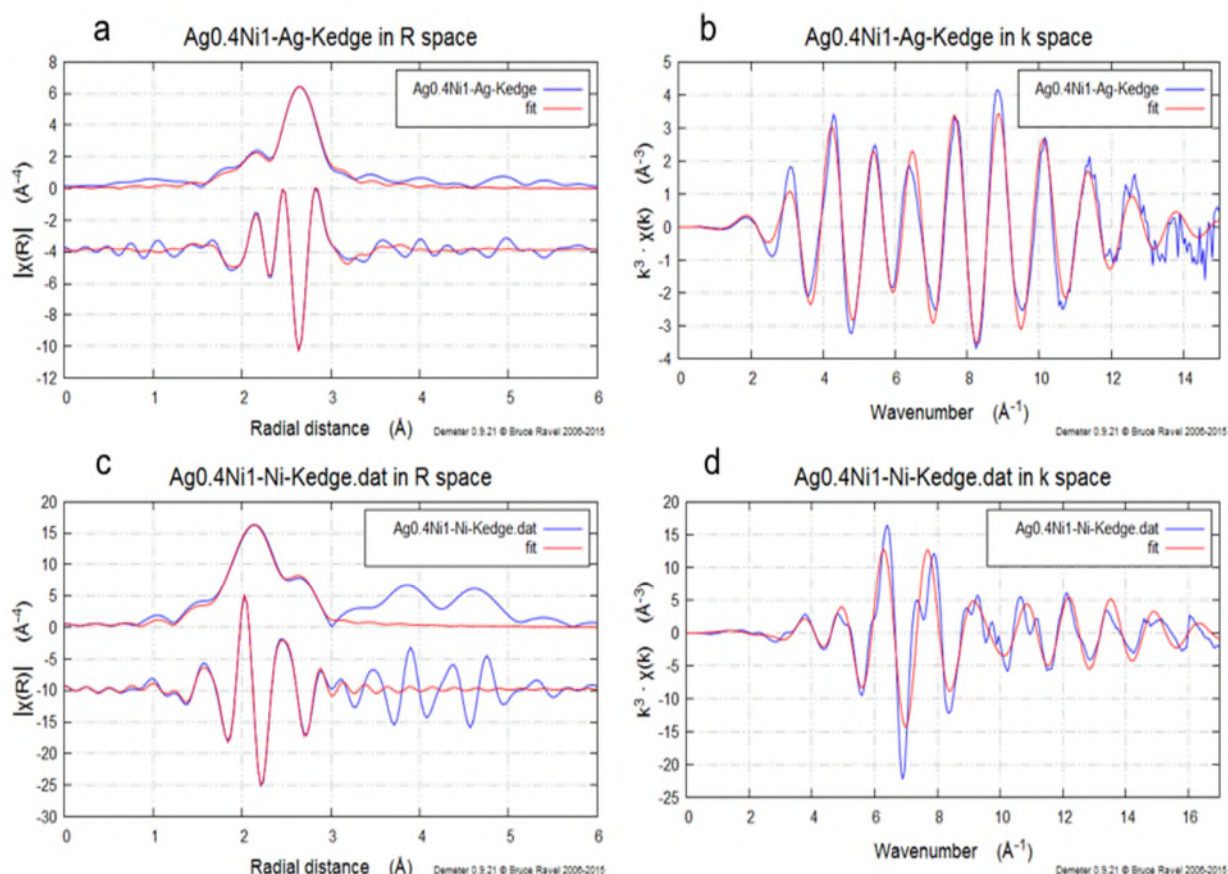 a
Ag0.4Ni1-Ag-Kedge in R space
Ag0.4Ni1-Ag-Kedge
fit
|χ(R)| (Å⁻⁴)
8
6
4
2
0
-2
-4
-6
-8
-10
-12
0 1 2 3 4 5 6
Radial distance (Å)
Demeter 0.9.21 © Bruce Ravel 2006-2015
b
Ag0.4Ni1-Ag-Kedge in k space
Ag0.4Ni1-Ag-Kedge
fit
k³ · χ(k) (Å⁻³)
5
4
3
2
1
0
-1
-2
-3
-4
0 2 4 6 8 10 12 14
Wavenumber (Å⁻¹)
Demeter 0.9.21 © Bruce Ravel 2006-2015
c
Ag0.4Ni1-Ni-Kedge.dat in R space
Ag0.4Ni1-Ni-Kedge.dat
fit
|χ(R)| (Å⁻⁴)
20
15
10
5
0
-5
-10
-15
-20
-25
-30
0 1 2 3 4 5 6
Radial distance (Å)
Demeter 0.9.21 © Bruce Ravel 2006-2015
d
Ag0.4Ni1-Ni-Kedge.dat in k space
Ag0.4Ni1-Ni-Kedge.dat
fit
k³ · χ(k) (Å⁻³)
20
15
10
5
0
-5
-10
-15
-20
-25
0 2 4 6 8 10 12 14 16
Wavenumber (Å⁻¹)
Demeter 0.9.21 © Bruce Ravel 2006-2015